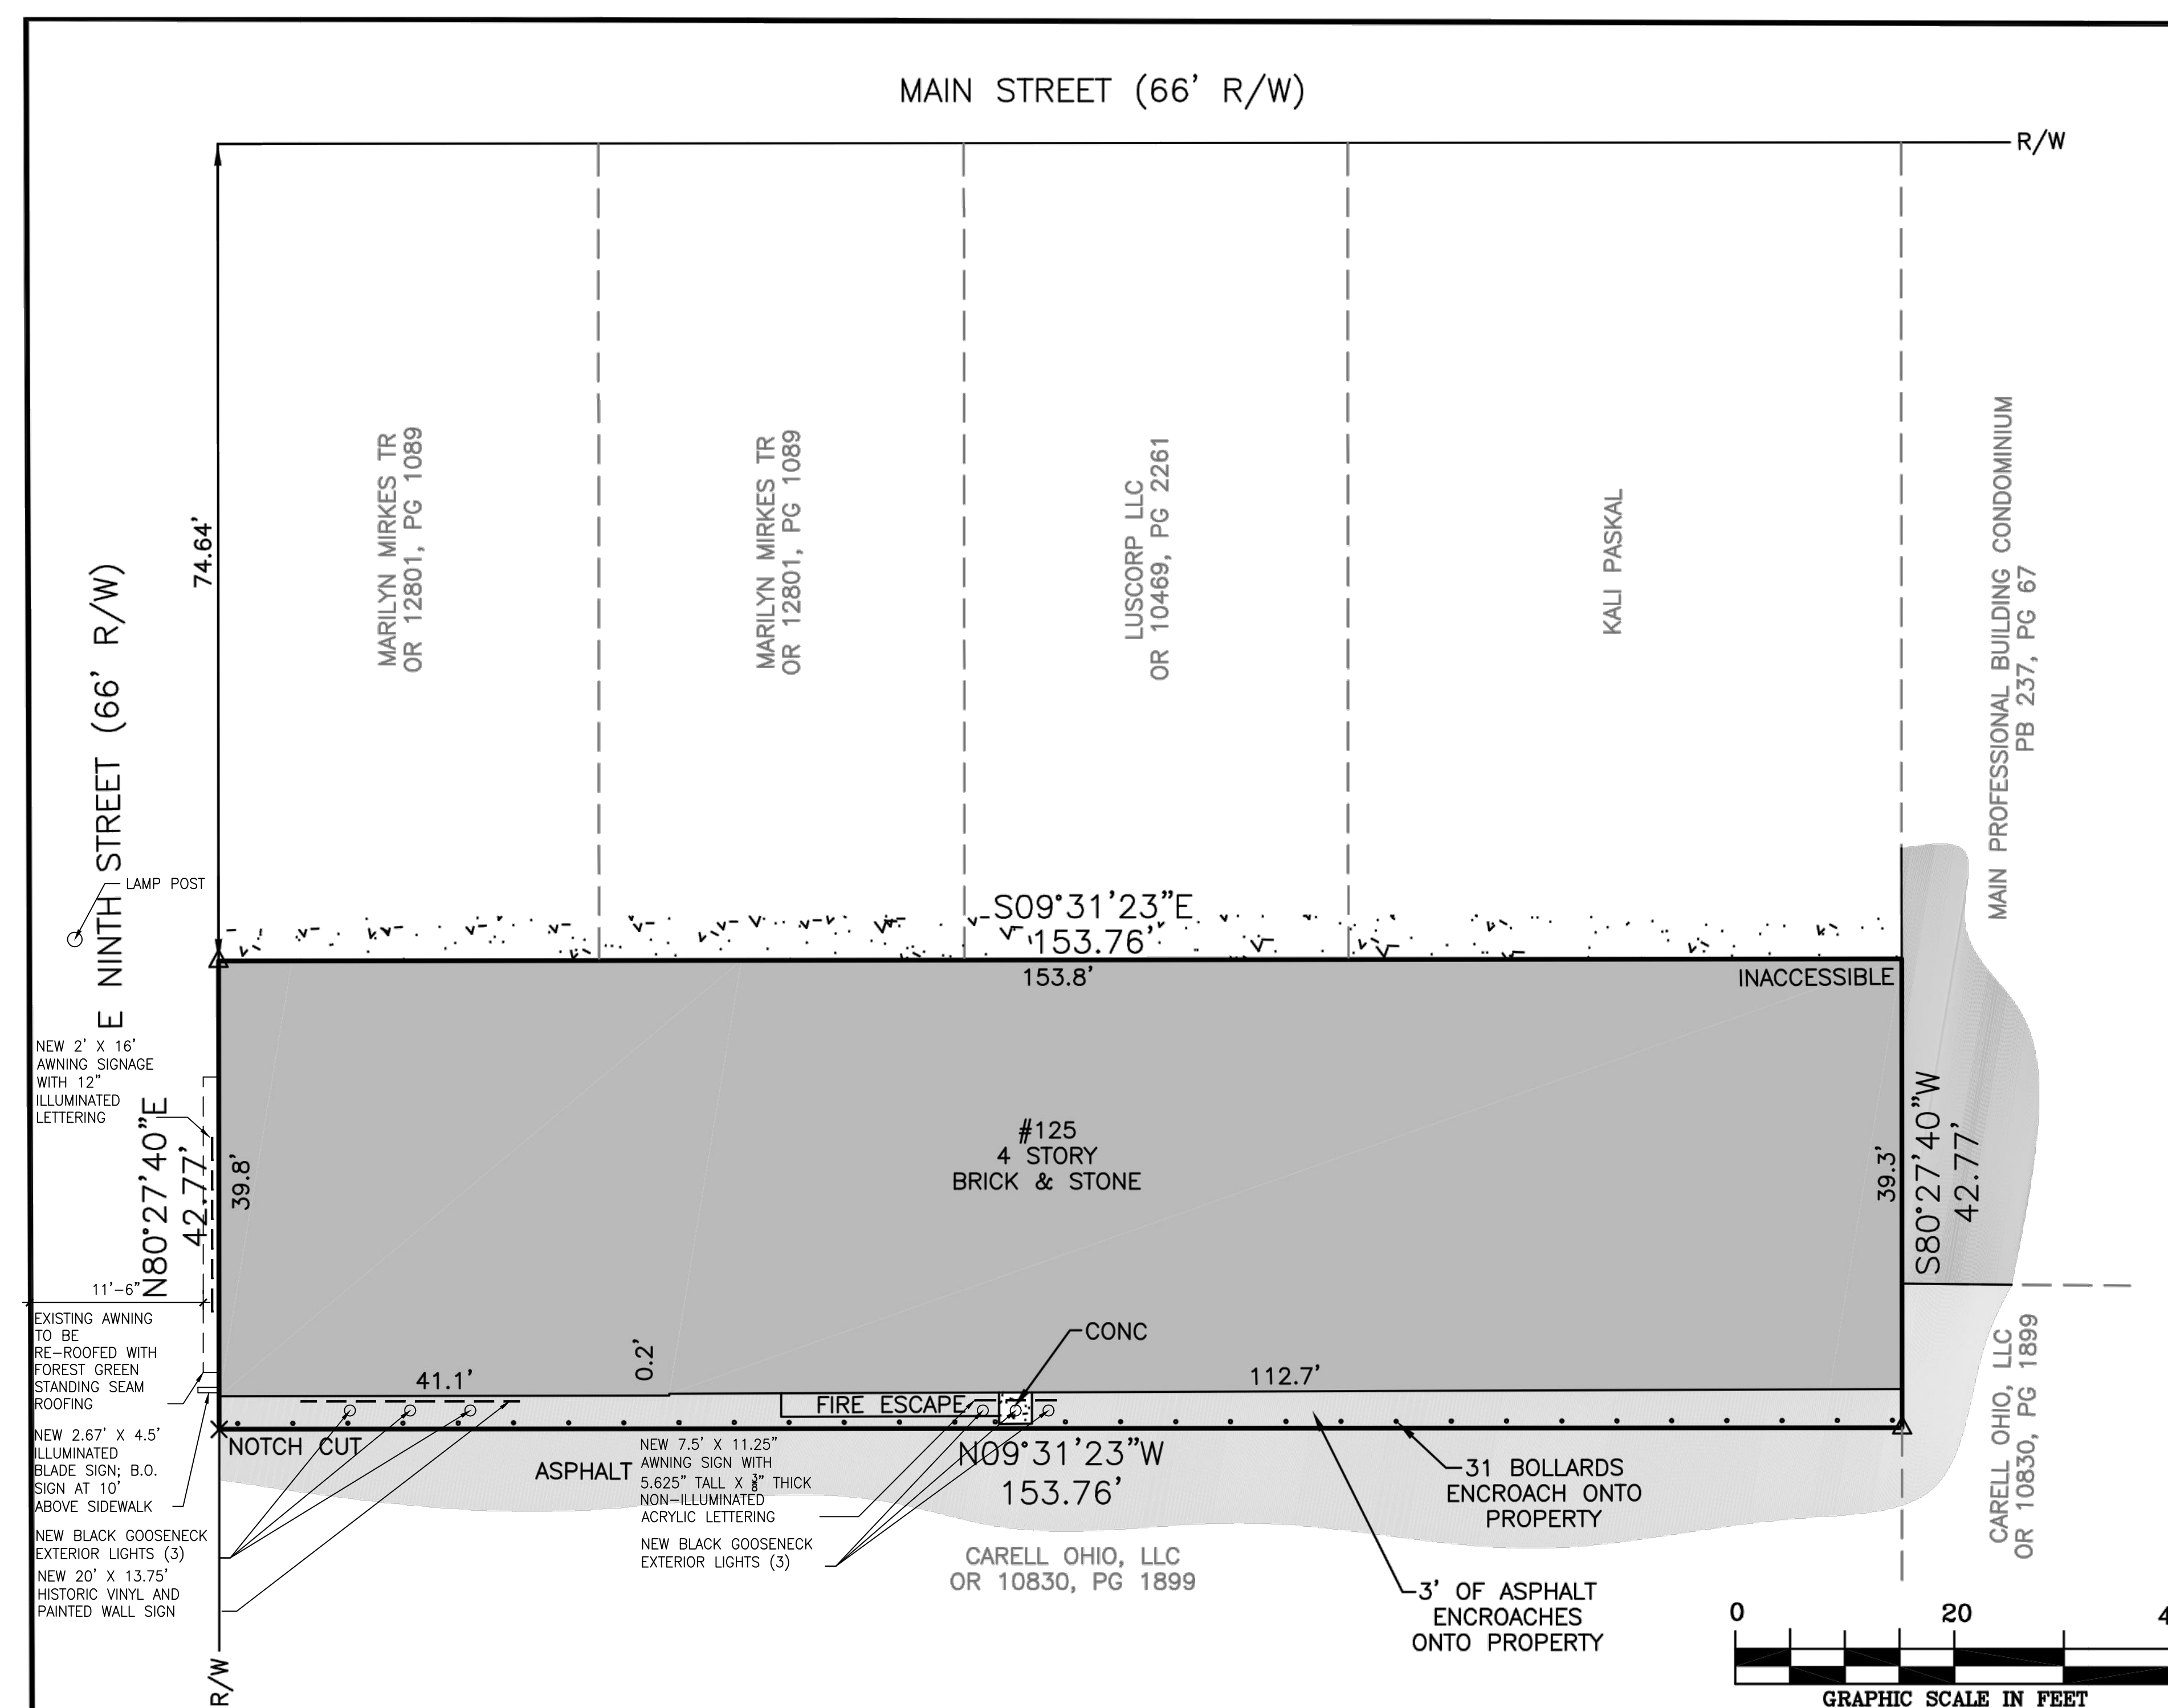 MAIN STREET (66' R/W)
R/W
74.64'
E NINTH STREET (66' R/W)
MARILYN MIRKES TR
OR 12801, PG 1089
MARILYN MIRKES TR
OR 12801, PG 1089
LUSCORP LLC
OR 10469, PG 2261
KALI PASKAL
MAIN PROFESSIONAL BUILDING CONDOMINIUM
PB 237, PG 67
LAMP POST
S09°31'23"E
153.76'
153.8'
INACCESSIBLE
NEW 2' X 16'
AWNING SIGNAGE
WITH 12"
ILLUMINATED
LETTERING
N80°27'40"E
42.77'
39.8'
#125
4 STORY
BRICK & STONE
39.3'
S80°27'40"W
42.77'
11'-6"
EXISTING AWNING
TO BE
RE-ROOFED WITH
FOREST GREEN
STANDING SEAM
ROOFING
CONC
0.2'
41.1'
112.7'
FIRE ESCAPE
NEW 2.67' X 4.5'
ILLUMINATED
BLADE SIGN; B.O.
SIGN AT 10'
ABOVE SIDEWALK
NOTCH CUT
ASPHALT
NEW 7.5' X 11.25"
AWNING SIGN WITH
5.625" TALL X 3/8" THICK
NON-ILLUMINATED
ACRYLIC LETTERING
N09°31'23"W
153.76'
31 BOLLARDS
ENCROACH ONTO
PROPERTY
CARELL OHIO, LLC
OR 10830, PG 1899
NEW BLACK GOOSENECK
EXTERIOR LIGHTS (3)
NEW BLACK GOOSENECK
EXTERIOR LIGHTS (3)
CARELL OHIO, LLC
OR 10830, PG 1899
NEW 20' X 13.75'
HISTORIC VINYL AND
PAINTED WALL SIGN
3' OF ASPHALT
ENCROACHES
ONTO PROPERTY
R/W
0 20 4
GRAPHIC SCALE IN FEET